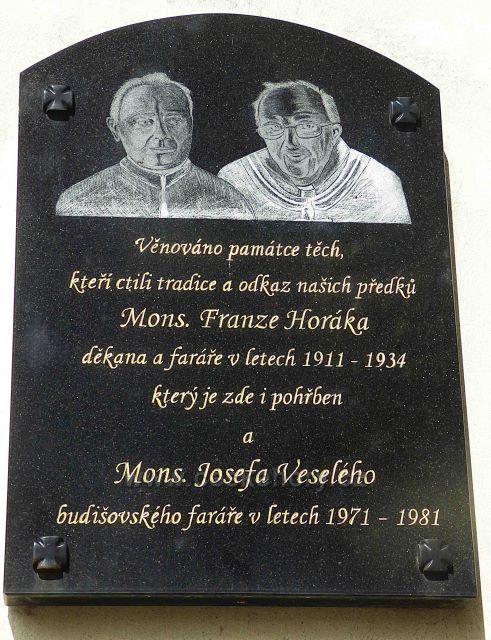 Věnováno památce těch,
kteří ctili tradice a odkaz našich předků
Mons. Franze Horáka
děkana a faráře v letech 1911 - 1934
který je zde i pohřben
a
Mons. Josefa Veselého
budišovského faráře v letech 1971 - 1981